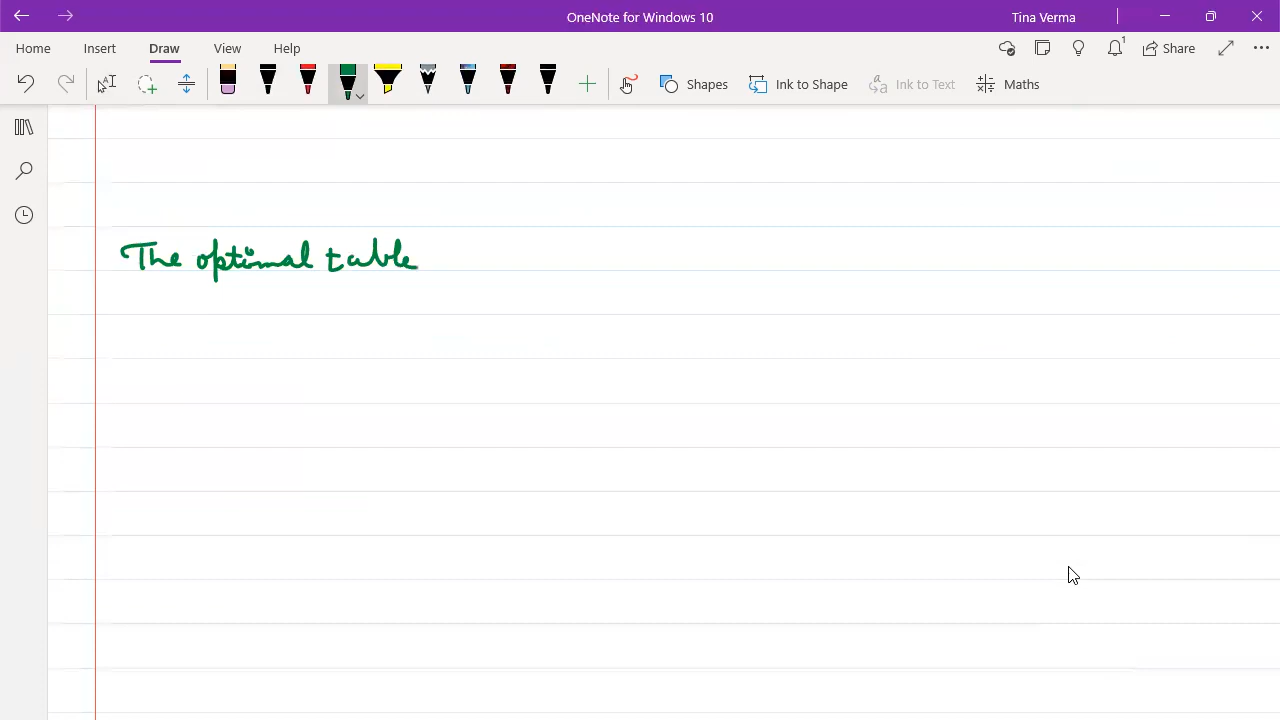 OneNote for Windows 10
Tina Verma
Home Insert Draw View Help
1
Share
Shapes
Ink to Shape
Ink to Text
Maths
The optimal table